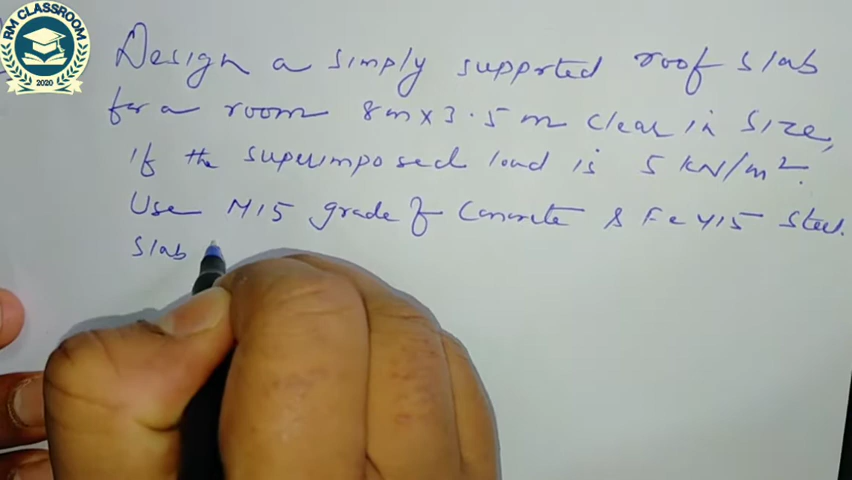 RM CLASSROOM
2020
Design a simply supported roof slab
for a room 8m x 3.5 m clear in size,
if the superimposed load is 5 kN/m².
Use M15 grade of Concrete & Fe 415 steel.
Slab